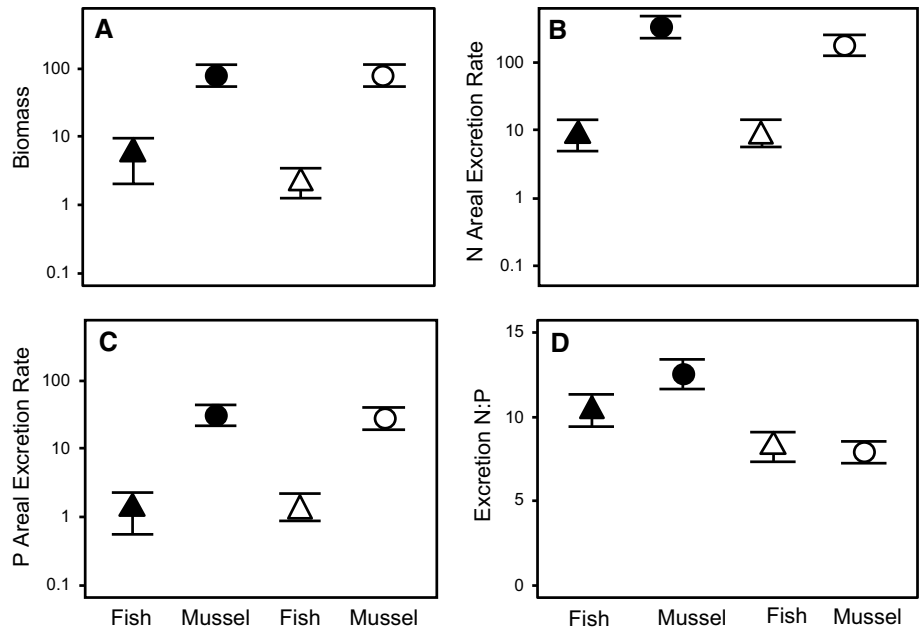 A
Biomass
100
10
1
0.1
B
N Areal Excretion Rate
100
10
1
0.1
C
P Areal Excretion Rate
100
10
1
0.1
Fish Mussel Fish Mussel
D
Excretion N:P
15
10
5
0
Fish Mussel Fish Mussel